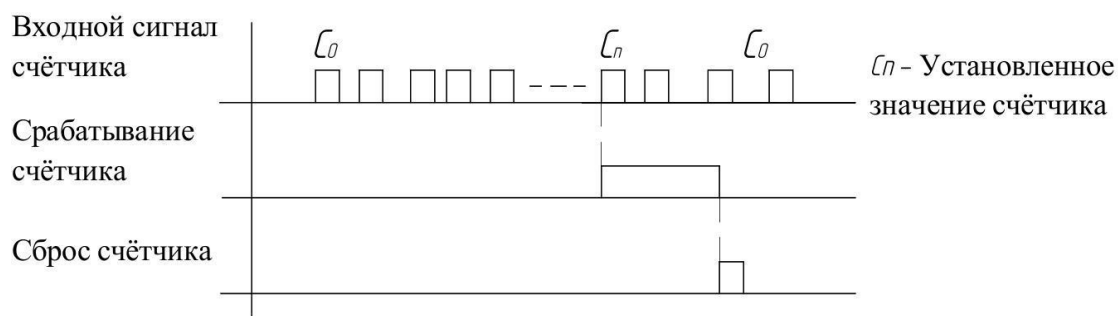 Входной сигнал
счётчика
C0
Cn
C0
Cn – Установленное
значение счётчика
Срабатывание
счётчика
Сброс счётчика